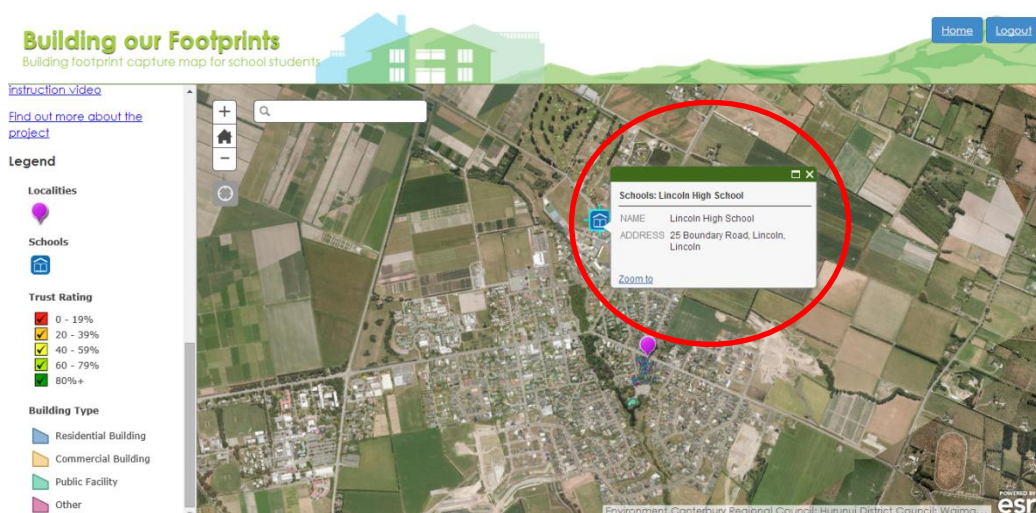 Building our Footprints
Building footprint capture map for school students
Home
Logout
instruction video
Find out more about the
project
Legend
Localities
Schools
Trust Rating
0 - 19%
20 - 39%
40 - 59%
60 - 79%
80%+
Building Type
Residential Building
Commercial Building
Public Facility
Other
Schools: Lincoln High School
NAME Lincoln High School
ADDRESS 25 Boundary Road, Lincoln,
Lincoln
Zoom to
POWERED BY
esri
Environment Canterbury Regional Council; Hurunui District Council; Waima...